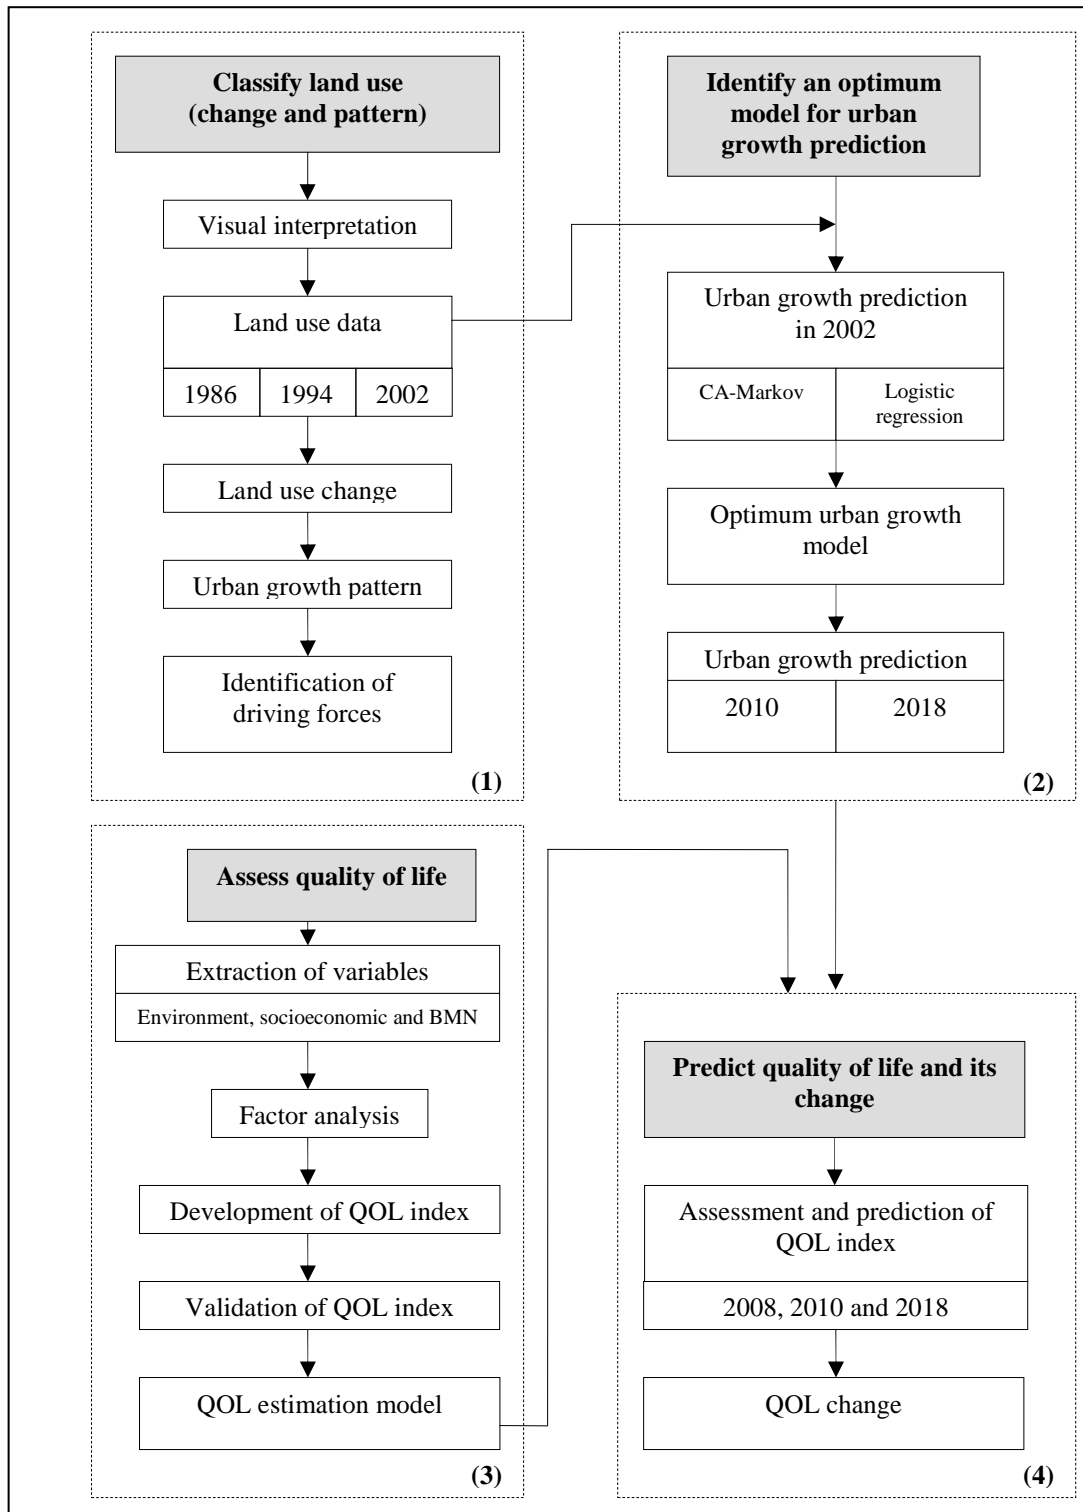 Classify land use
(change and pattern)
Visual interpretation
Land use data
1986 1994 2002
Land use change
Urban growth pattern
Identification of
driving forces
(1)
Identify an optimum
model for urban
growth prediction
Urban growth prediction
in 2002
CA-Markov
Logistic
regression
Optimum urban growth
model
Urban growth prediction
2010 2018
(2)
Assess quality of life
Extraction of variables
Environment, socioeconomic and BMN
Factor analysis
Development of QOL index
Validation of QOL index
QOL estimation model
(3)
Predict quality of life and its
change
Assessment and prediction of
QOL index
2008, 2010 and 2018
QOL change
(4)